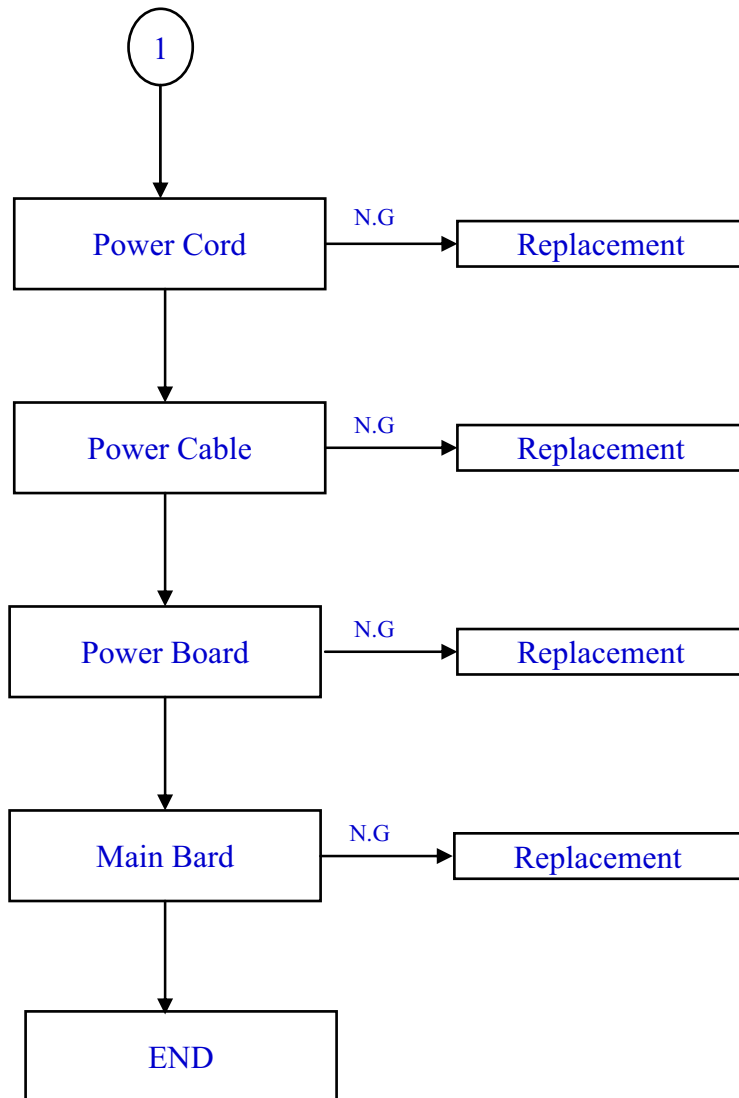 1
Power Cord
N.G
Replacement
Power Cable
N.G
Replacement
Power Board
N.G
Replacement
Main Bard
N.G
Replacement
END